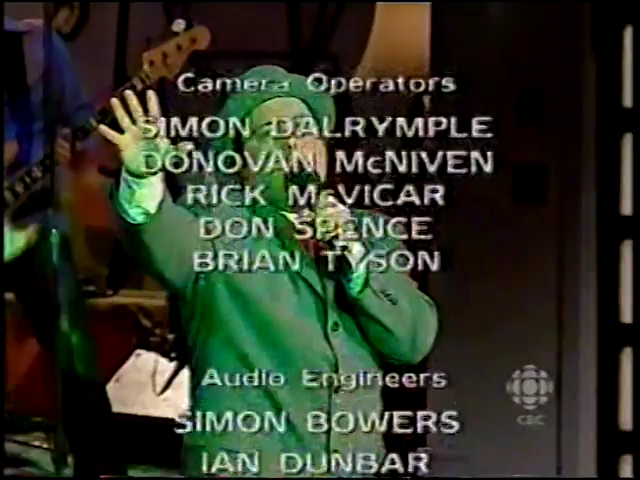 Camera Operators
SIMON DALRYMPLE
DONOVAN McNIVEN
RICK McVICAR
DON SPENCE
BRIAN TYSON
Audio Engineers
SIMON BOWERS
IAN DUNBAR
CBC